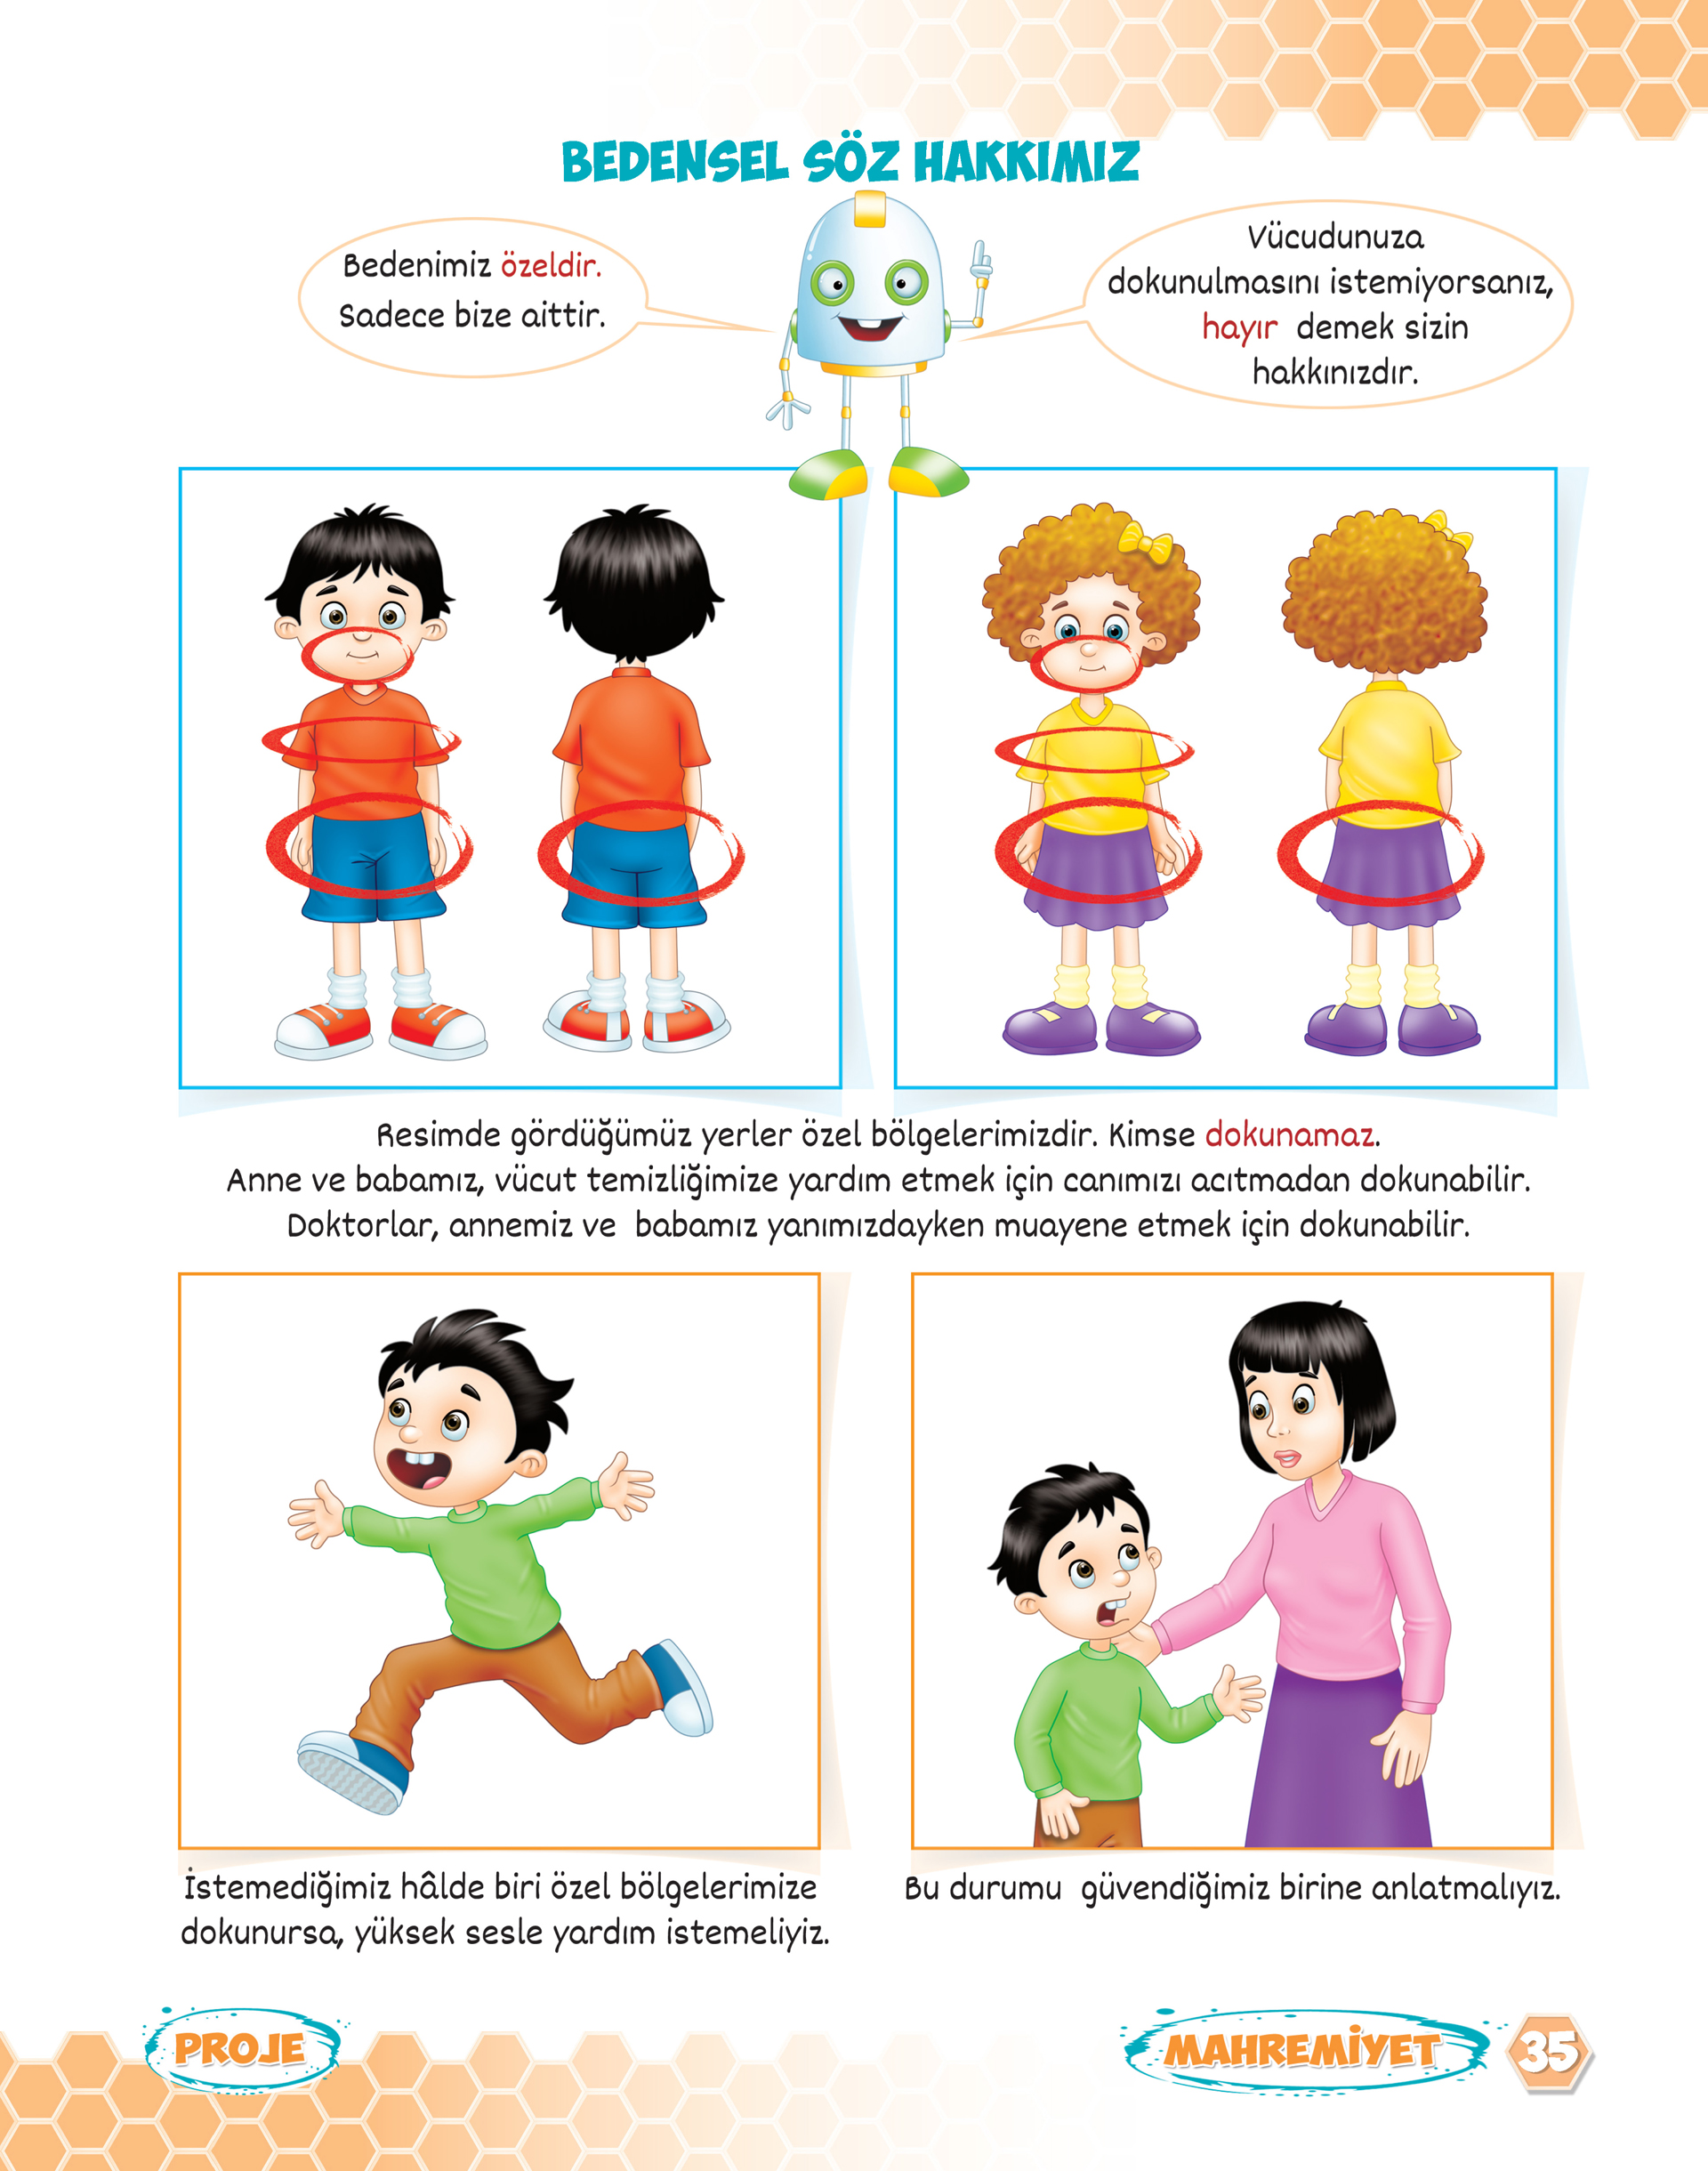 BEDENSEL SÖZ HAKKIMIZ
Bedenimiz özeldir.
Sadece bize aittir.
Vücudunuza
dokunulmasını istemiyorsanız,
hayır demek sizin
hakkınızdır.
Resimde gördüğümüz yerler özel bölgelerimizdir. Kimse dokunamaz.
Anne ve babamız, vücut temizliğimize yardım etmek için canımızı acıtmadan dokunabilir.
Doktorlar, annemiz ve babamız yanımızdayken muayene etmek için dokunabilir.
İstemediğimiz hâlde biri özel bölgelerimize
dokunursa, yüksek sesle yardım istemeliyiz.
Bu durumu güvendiğimiz birine anlatmalıyız.
PROJE
MAHREMİYET 35